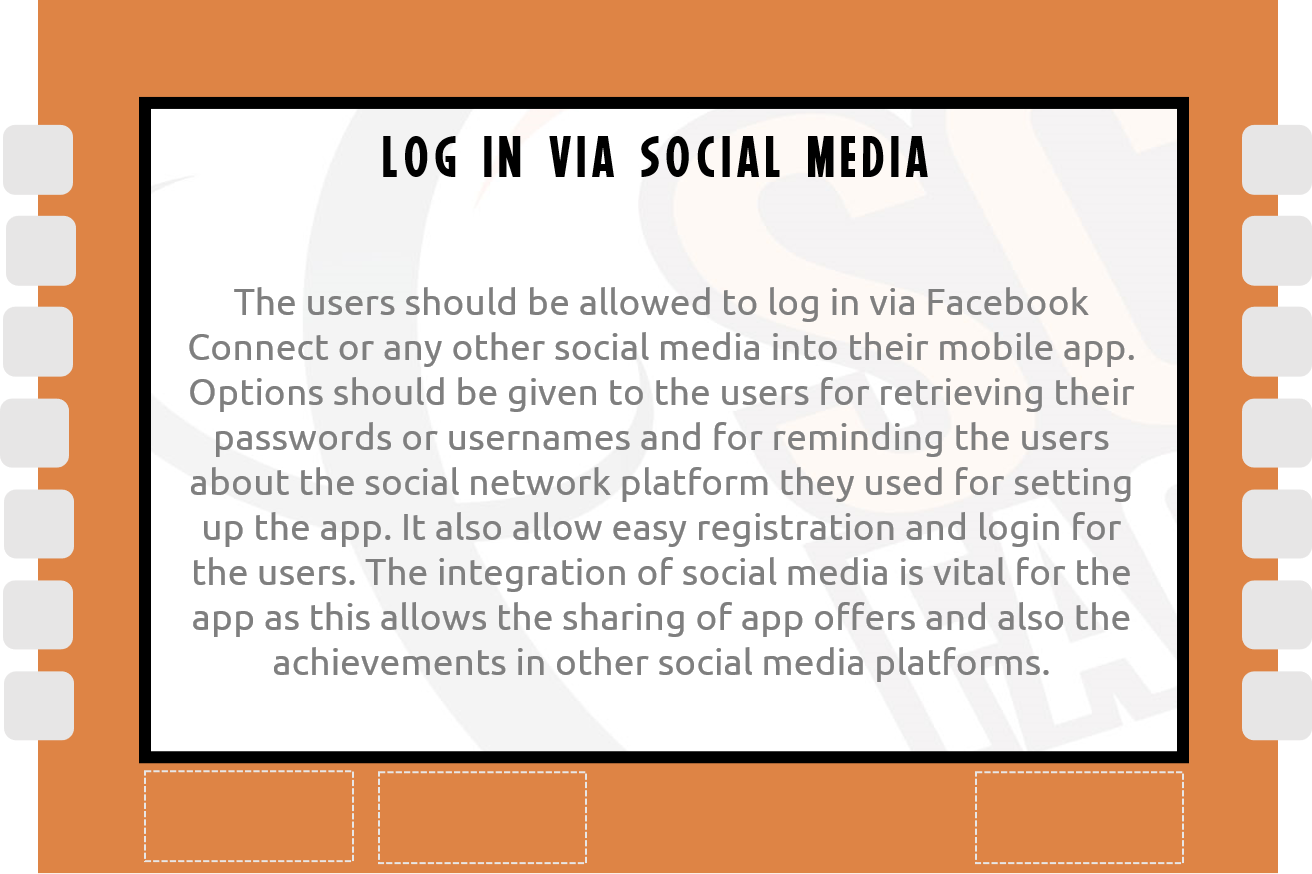 LOG IN VIA SOCIAL MEDIA
The users should be allowed to log in via Facebook
Connect or any other social media into their mobile app.
Options should be given to the users for retrieving their
passwords or usernames and for reminding the users
about the social network platform they used for setting
up the app. It also allow easy registration and login for
the users. The integration of social media is vital for the
app as this allows the sharing of app offers and also the
achievements in other social media platforms.